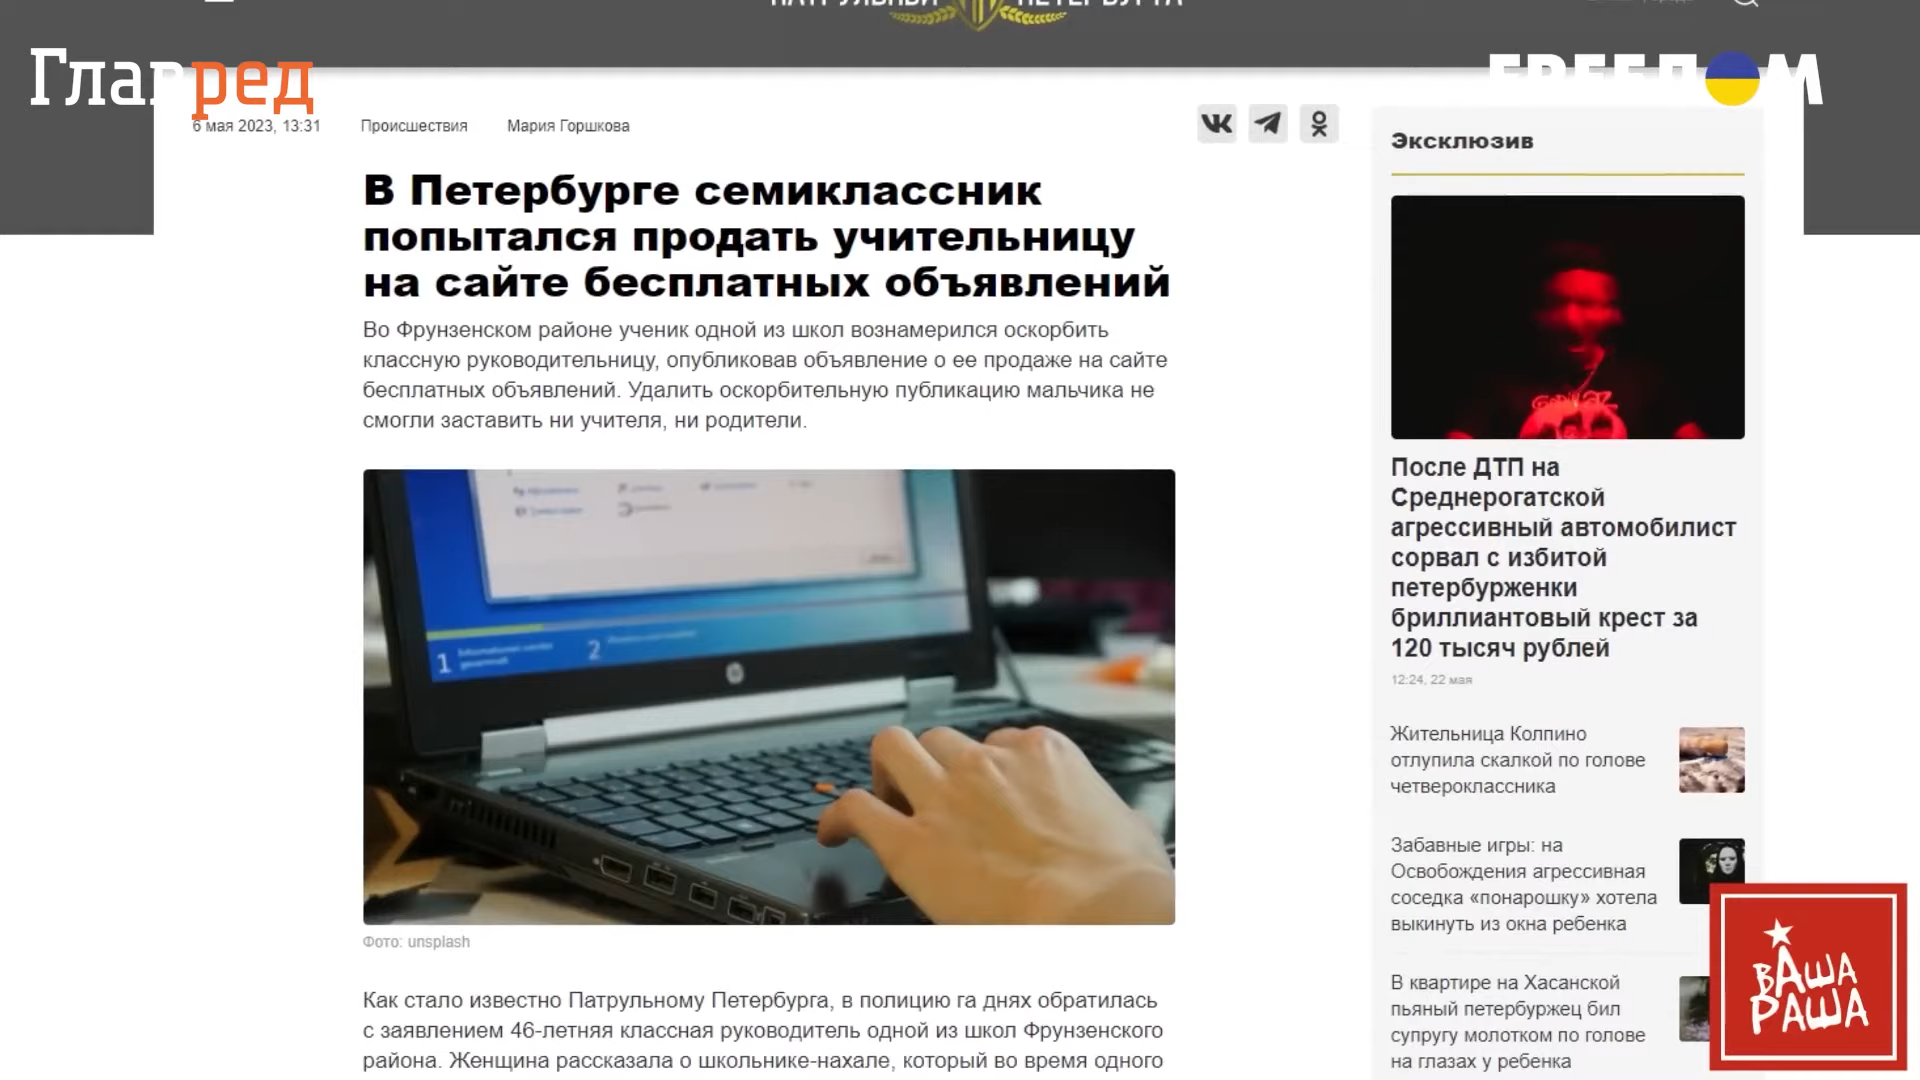 Главред
FREEДОМ
6 мая 2023, 13:31
Происшествия
Мария Горшкова
В Петербурге семиклассник
попытался продать учительницу
на сайте бесплатных объявлений
Во Фрунзенском районе ученик одной из школ вознамерился оскорбить
классную руководительницу, опубликовав объявление о ее продаже на сайте
бесплатных объявлений. Удалить оскорбительную публикацию мальчика не
смогли заставить ни учителя, ни родители.
1
2
Фото: unsplash
Как стало известно Патрульному Петербурга, в полицию га днях обратилась
с заявлением 46-летняя классная руководитель одной из школ Фрунзенского
района. Женщина рассказала о школьнике-нахале, который во время одного
Эксклюзив
После ДТП на
Среднерогатской
агрессивный автомобилист
сорвал с избитой
петербурженки
бриллиантовый крест за
120 тысяч рублей
12:24, 22 мая
Жительница Колпино
отлупила скалкой по голове
четвероклассника
Забавные игры: на
Освобождения агрессивная
соседка «понарошку» хотела
выкинуть из окна ребенка
В квартире на Хасанской
пьяный петербуржец бил
супругу молотком по голове
на глазах у ребенка
ВАША
РАША